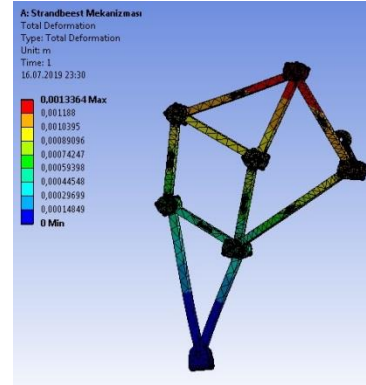 A: Strandbeest Mekanizması
Total Deformation
Type: Total Deformation
Unit: m
Time: 1
16.07.2019 23:30
0,0013364 Max
0,001188
0,0010395
0,00089096
0,00074247
0,00059398
0,00044548
0,00029699
0,00014849
0 Min